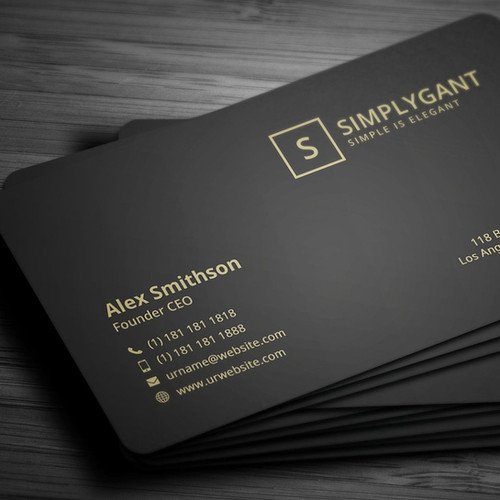 S
SIMPLYGANT
SIMPLE IS ELEGANT
118
Los
Alex Smithson
Founder CEO
(1) 181 181 1818
(1) 181 181 1888
urname@website.com
www.urwebsite.com